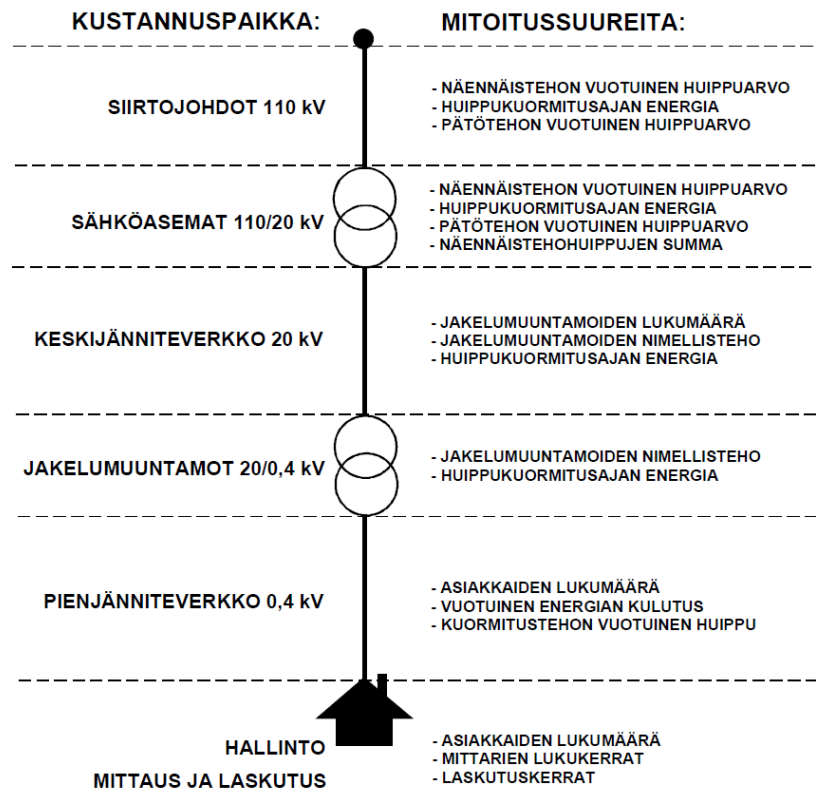 KUSTANNUSPAIKKA:
MITOITUSSUUREITA:
SIIRTOJOHDOT 110 kV
- NÄENNÄISTEHON VUOTUINEN HUIPPUARVO
- HUIPPUKUORMITUSAJAN ENERGIA
- PÄTÖTEHON VUOTUINEN HUIPPUARVO
SÄHKÖASEMAT 110/20 kV
- NÄENNÄISTEHON VUOTUINEN HUIPPUARVO
- HUIPPUKUORMITUSAJAN ENERGIA
- PÄTÖTEHON VUOTUINEN HUIPPUARVO
- NÄENNÄISTEHOHUIPPUJEN SUMMA
KESKIJÄNNITEVERKKO 20 kV
- JAKELUMUUNTAMOIDEN LUKUMÄÄRÄ
- JAKELUMUUNTAMOIDEN NIMELLISTEHO
- HUIPPUKUORMITUSAJAN ENERGIA
JAKELUMUUNTAMOT 20/0,4 kV
- JAKELUMUUNTAMOIDEN NIMELLISTEHO
- HUIPPUKUORMITUSAJAN ENERGIA
PIENJÄNNITEVERKKO 0,4 kV
- ASIAKKAIDEN LUKUMÄÄRÄ
- VUOTUINEN ENERGIAN KULUTUS
- KUORMITUSTEHON VUOTUINEN HUIPPU
HALLINTO
MITTAUS JA LASKUTUS
- ASIAKKAIDEN LUKUMÄÄRÄ
- MITTARIEN LUKUKERRAT
- LASKUTUSKERRAT